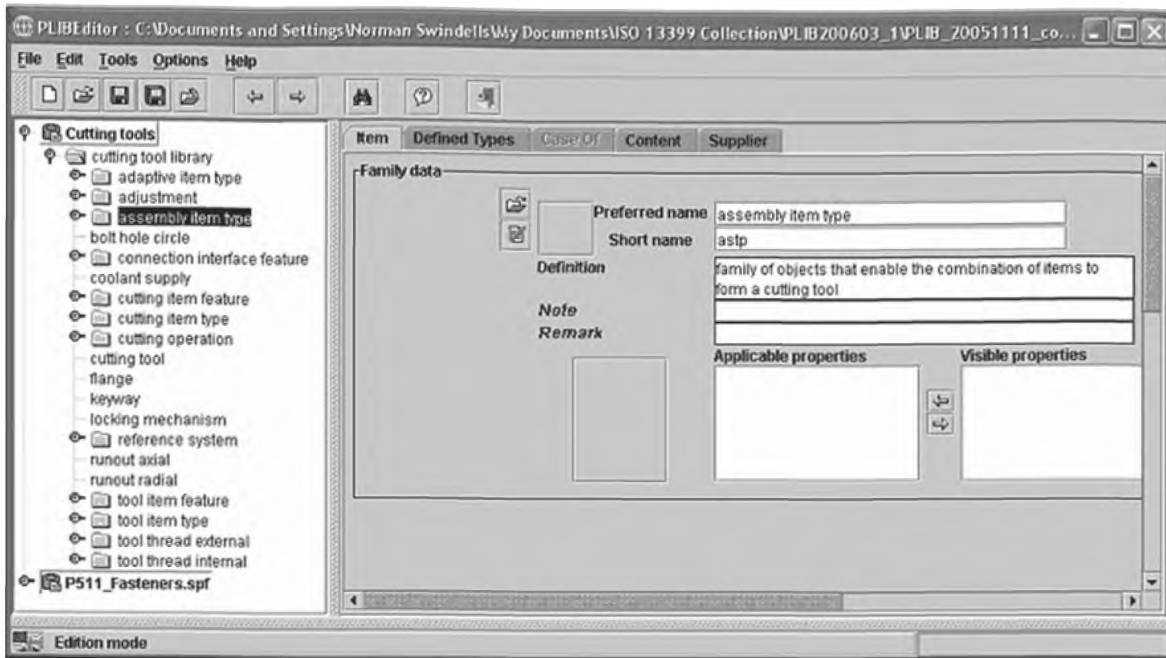 PLIBEditor : C:\Documents and Settings\Norman Swindells\My Documents\ISO 13399 Collection\PLIB200603_1\PLIB_20051111_co...
File Edit Tools Options Help
Cutting tools
cutting tool library
adaptive item type
adjustment
assembly item type
bolt hole circle
connection interface feature
coolant supply
cutting item feature
cutting item type
cutting operation
cutting tool
flange
keyway
locking mechanism
reference system
runout axial
runout radial
tool item feature
tool item type
tool thread external
tool thread internal
P511_Fasteners.spf
Item Defined Types Case Of Content Supplier
Family data
Preferred name assembly item type
Short name astp
Definition family of objects that enable the combination of items to
form a cutting tool
Note
Remark
Applicable properties Visible properties
Edition mode